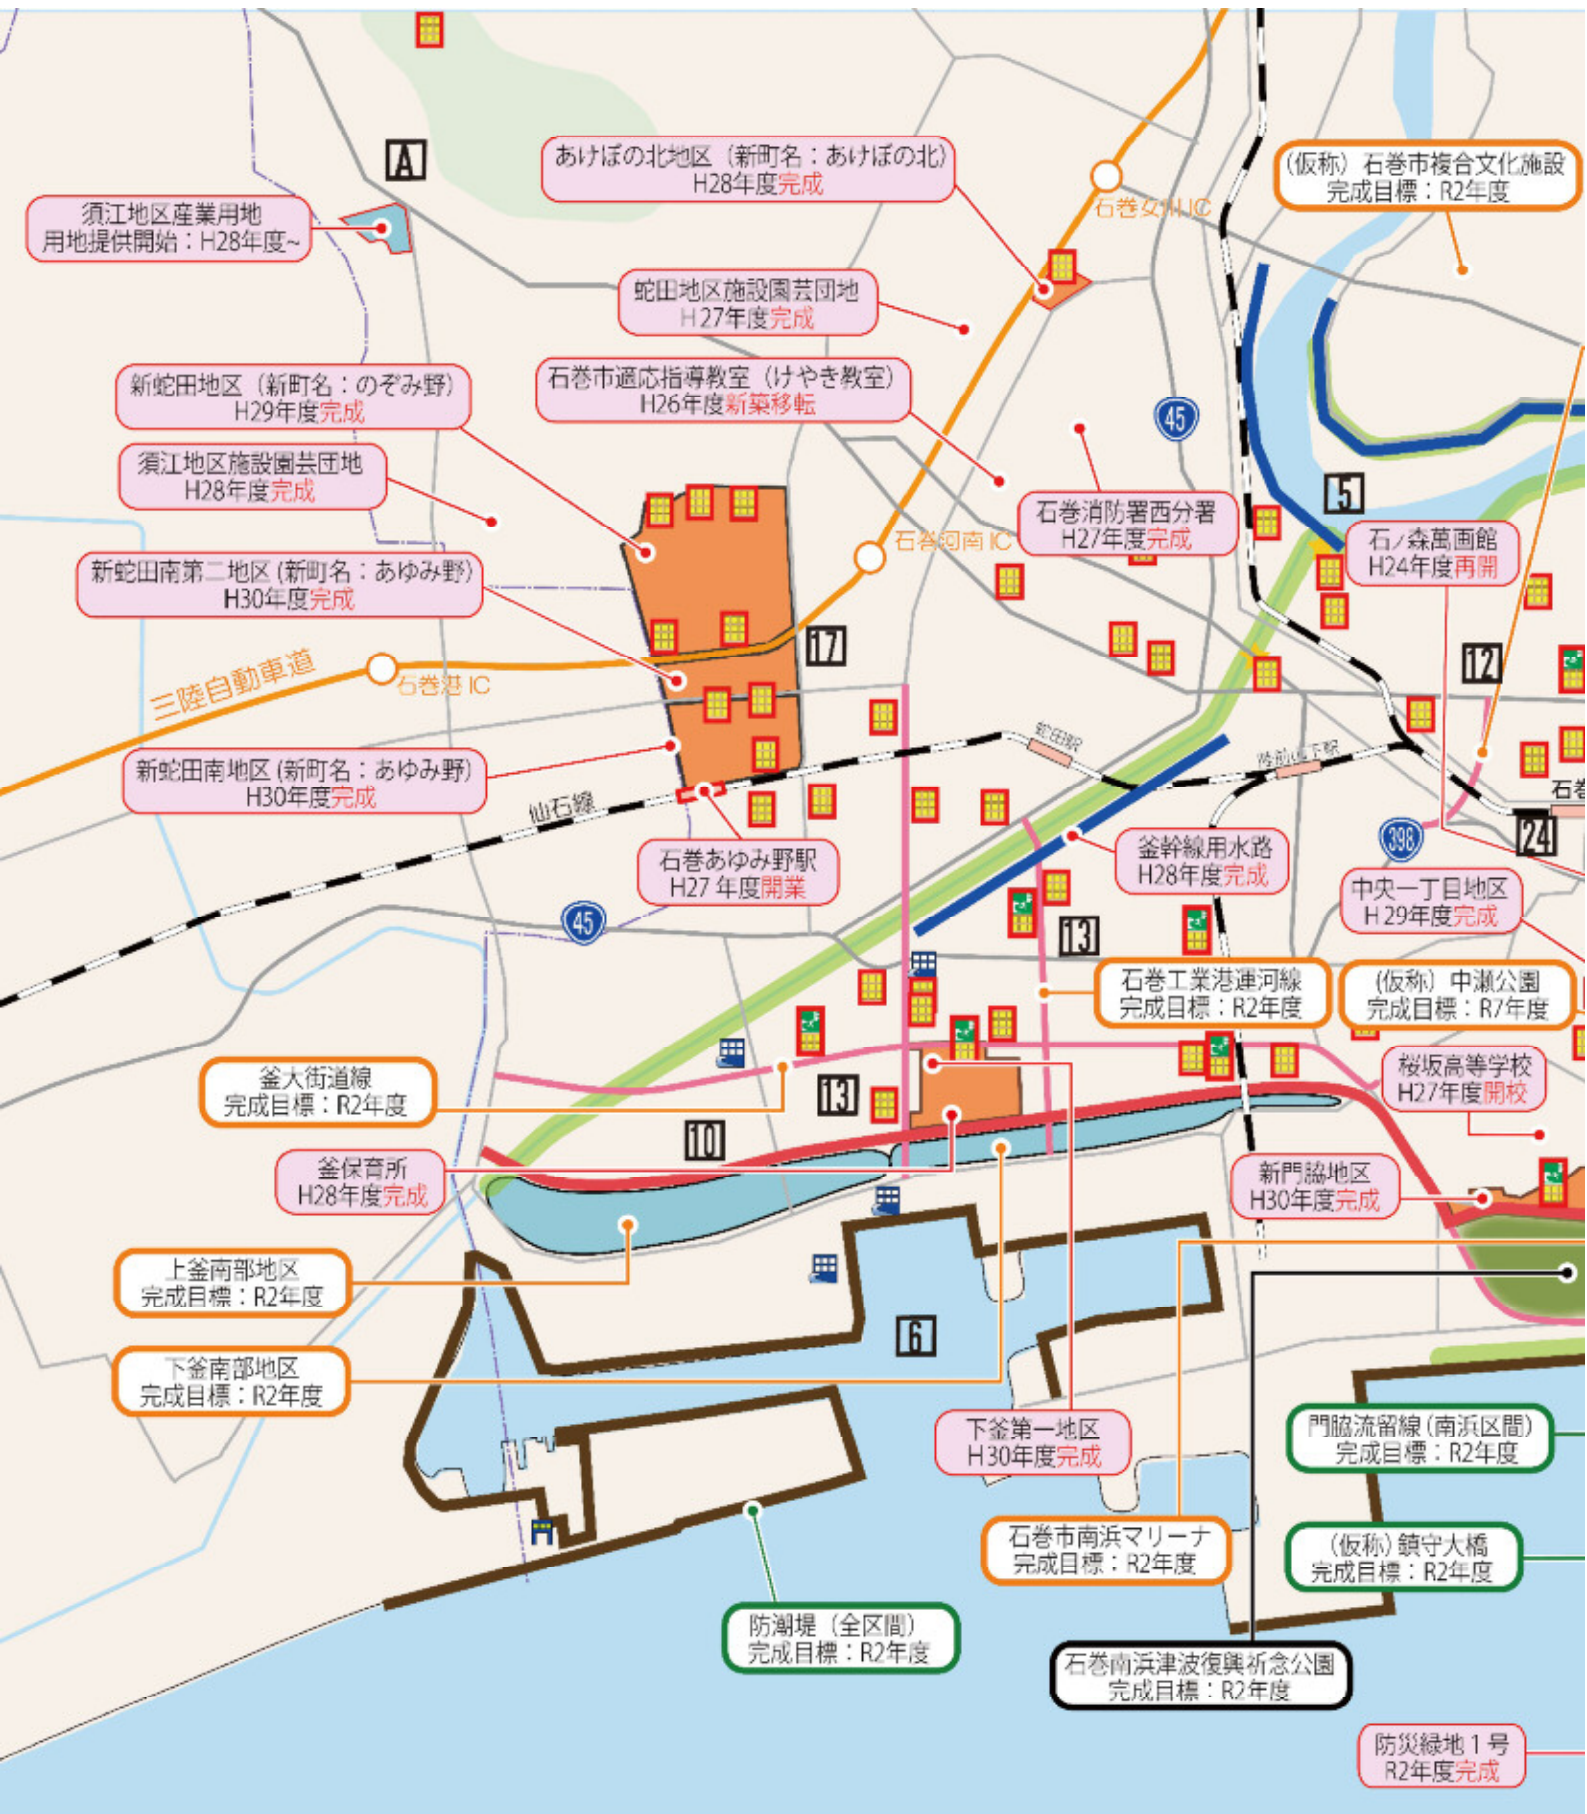 A
あけぼの北地区（新町名：あけぼの北）
H28年度完成
（仮称）石巻市複合文化施設
完成目標：R2年度
石巻女川IC
須江地区産業用地
用地提供開始：H28年度~
蛇田地区施設園芸団地
H27年度完成
新蛇田地区（新町名：のぞみ野）
H29年度完成
石巻市適応指導教室（けやき教室）
H26年度新築移転
45
須江地区施設園芸団地
H28年度完成
5
石巻消防署西分署
H27年度完成
石巻河南IC
石ノ森萬画館
H24年度再開
新蛇田南第二地区(新町名：あゆみ野)
H30年度完成
17
12
三陸自動車道
石巻港IC
新蛇田南地区(新町名：あゆみ野)
H30年度完成
蛇田駅
陸前山下駅
仙石線
石巻
24
398
石巻あゆみ野駅
H27年度開業
釜幹線用水路
H28年度完成
中央一丁目地区
H29年度完成
45
13
石巻工業港運河線
完成目標：R2年度
(仮称) 中瀬公園
完成目標：R7年度
釜大街道線
完成目標：R2年度
13
桜坂高等学校
H27年度開校
10
釜保育所
H28年度完成
新門脇地区
H30年度完成
上釜南部地区
完成目標：R2年度
6
下釜南部地区
完成目標：R2年度
下釜第一地区
H30年度完成
門脇流留線(南浜区間)
完成目標：R2年度
石巻市南浜マリーナ
完成目標：R2年度
(仮称)鎮守大橋
完成目標：R2年度
防潮堤（全区間）
完成目標：R2年度
石巻南浜津波復興祈念公園
完成目標：R2年度
防災緑地1号
R2年度完成